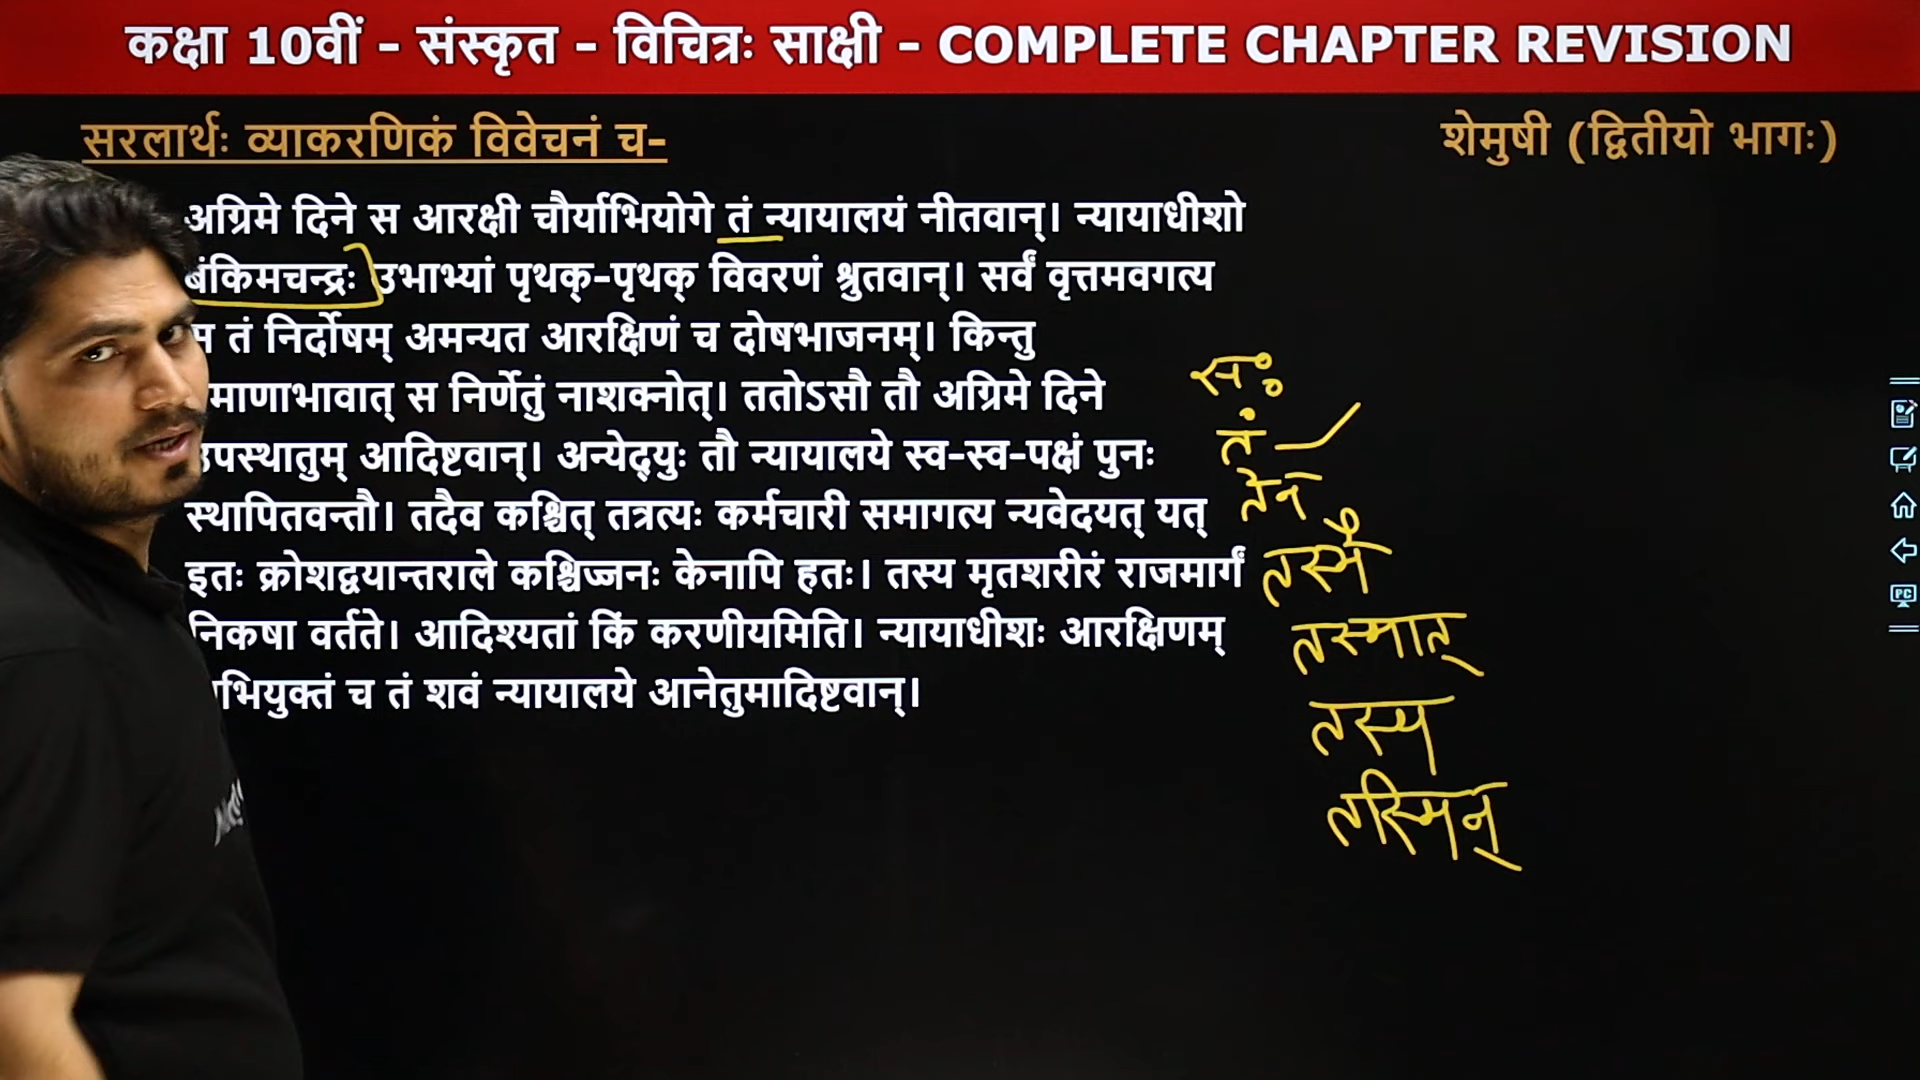 कक्षा 10वीं - संस्कृत - विचित्रः साक्षी - COMPLETE CHAPTER REVISION
सरलार्थः व्याकरणिकं विवेचनं च-
शेमुषी (द्वितीयो भागः)
अग्रिमे दिने स आरक्षी चौर्याभियोगे तं न्यायालयं नीतवान्। न्यायाधीशो
बंकिमचन्द्रः उभाभ्यां पृथक्-पृथक् विवरणं श्रुतवान्। सर्वं वृत्तमवगत्य
तं निर्दोषम् अमन्यत आरक्षिणं च दोषभाजनम्। किन्तु
स निर्णेतुं नाशक्नोत्। ततोऽसौ तौ अग्रिमे दिने
आदिष्टवान्। अन्येद्युः तौ न्यायालये स्व-स्व-पक्षं पुनः
स्थापितवन्तौ। तदैव कश्चित् तत्रत्यः कर्मचारी समागत्य न्यवेदयत् यत्
इतः क्रोशद्वयान्तराले कश्चिज्जनः केनापि हतः। तस्य मृतशरीरं राजमार्गं
निकषा वर्तते। आदिश्यतां किं करणीयमिति। न्यायाधीशः आरक्षिणम्
च तं शवं न्यायालये आनेतुमादिष्टवान्।
सः
तं
तेन
तस्मै
तस्मात्
तस्य
तस्मिन्
PC